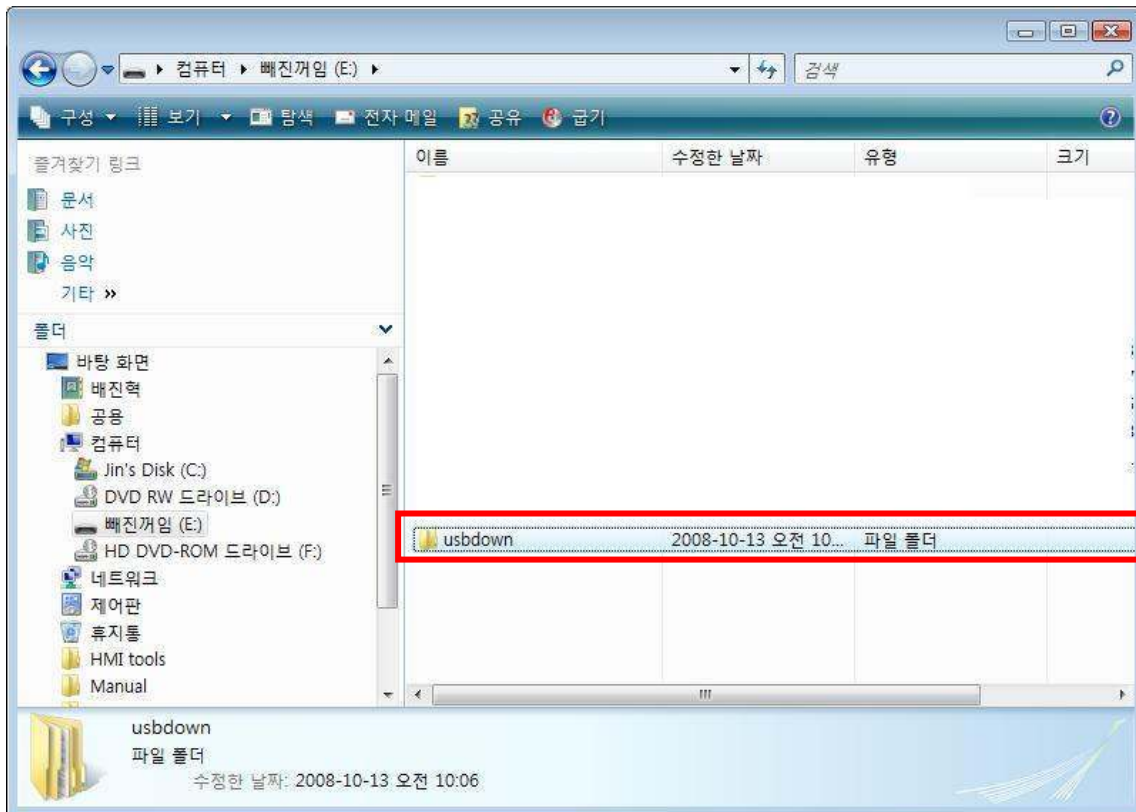 컴퓨터 ▸ 빼진꺼임 (E:) ▸
검색
구성 보기 탐색 전자 메일 공유 굽기
즐겨찾기 링크
문서
사진
음악
기타 »
폴더
바탕 화면
배진혁
공용
컴퓨터
Jin's Disk (C:)
DVD RW 드라이브 (D:)
빼진꺼임 (E:)
HD DVD-ROM 드라이브 (F:)
네트워크
제어판
휴지통
HMI tools
Manual
이름 수정한 날짜 유형 크기
usbdown 2008-10-13 오전 10... 파일 폴더
usbdown
파일 폴더
수정한 날짜: 2008-10-13 오전 10:06